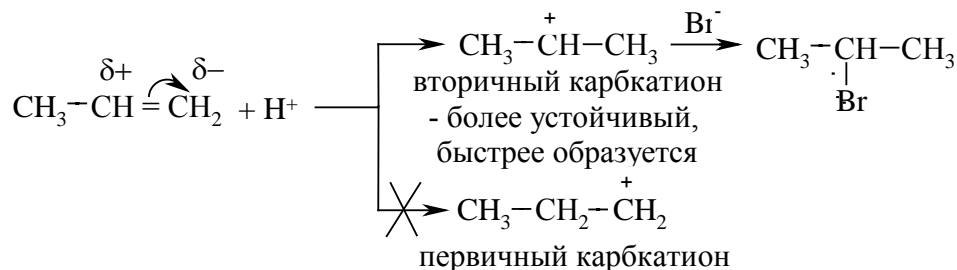 δ+ δ−
CH₃−CH=CH₂ + H⁺
CH₃−CH−CH₃
+
Br⁻
CH₃−CH−CH₃
Br
вторичный карбкатион
- более устойчивый,
быстрее образуется
CH₃−CH₂−CH₂
+
первичный карбкатион